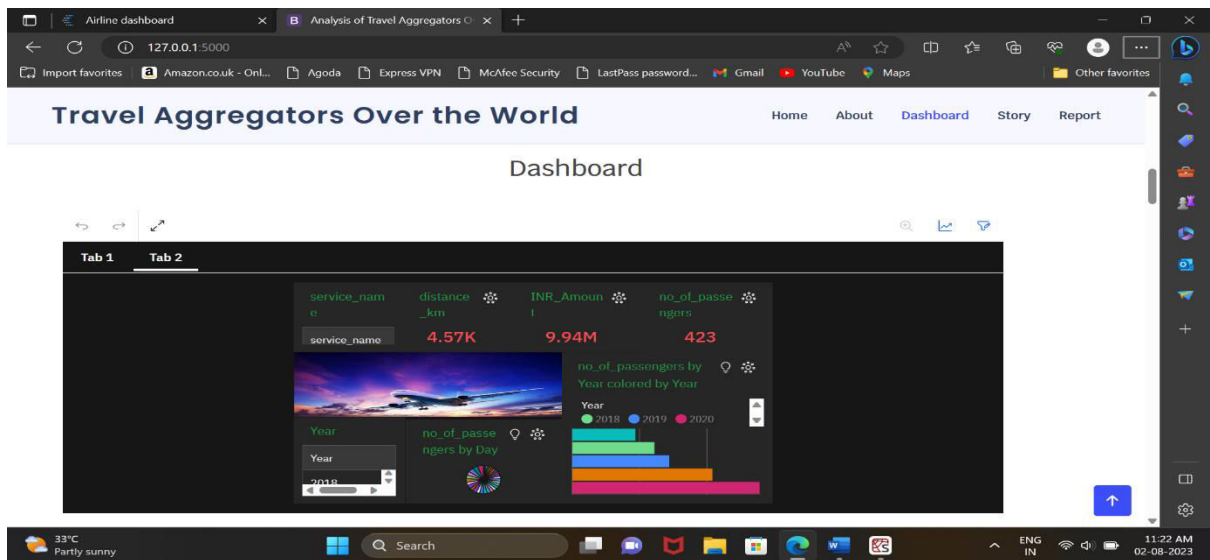 Airline dashboard
Analysis of Travel Aggregators O
127.0.0.1:5000
Import favorites
Amazon.co.uk - Onl...
Agoda
Express VPN
McAfee Security
LastPass password...
Gmail
YouTube
Maps
Other favorites
Travel Aggregators Over the World
Home
About
Dashboard
Story
Report
Dashboard
Tab 1
Tab 2
service_nam
e
service_name
distance
_km
4.57K
INR_Amoun
t
9.94M
no_of_passe
ngers
423
no_of_passengers by
Year colored by Year
Year
2018
2019
2020
Year
Year
2018
no_of_passe
ngers by Day
33°C
Partly sunny
Search
ENG
IN
11:22 AM
02-08-2023